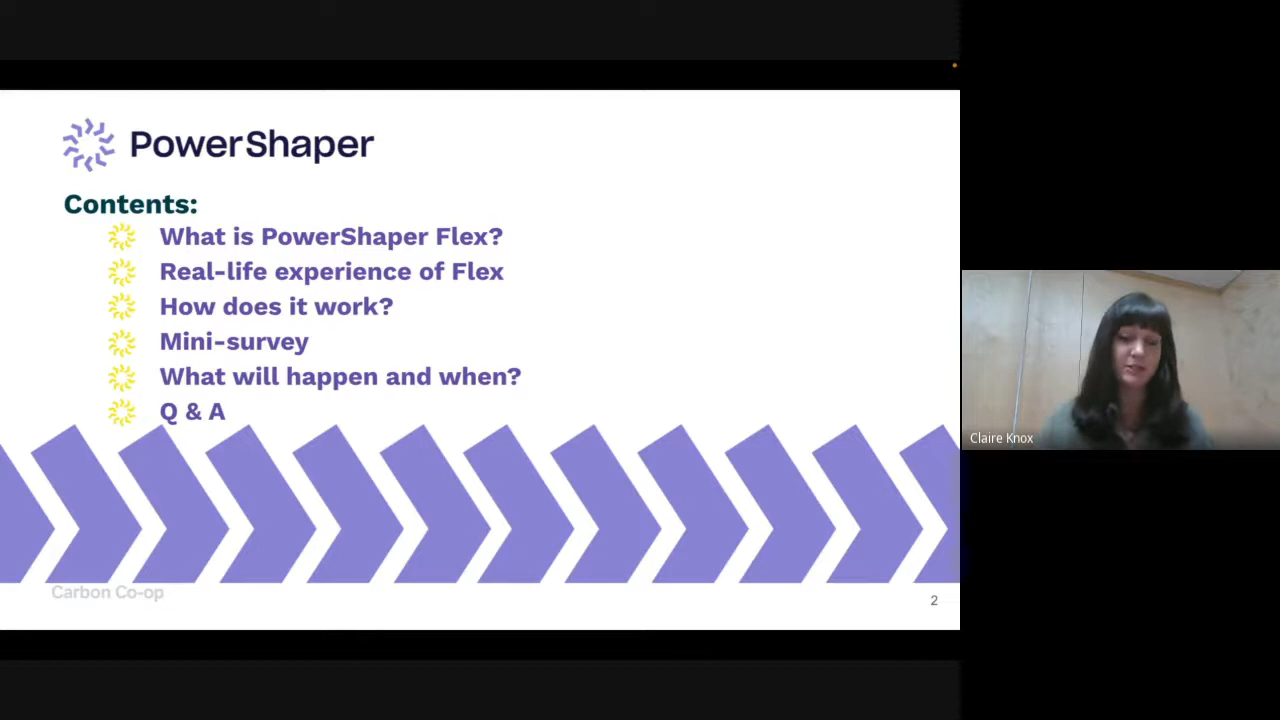 PowerShaper
Contents:
What is PowerShaper Flex?
Real-life experience of Flex
How does it work?
Mini-survey
What will happen and when?
Q & A
Carbon Co-op
2
Claire Knox